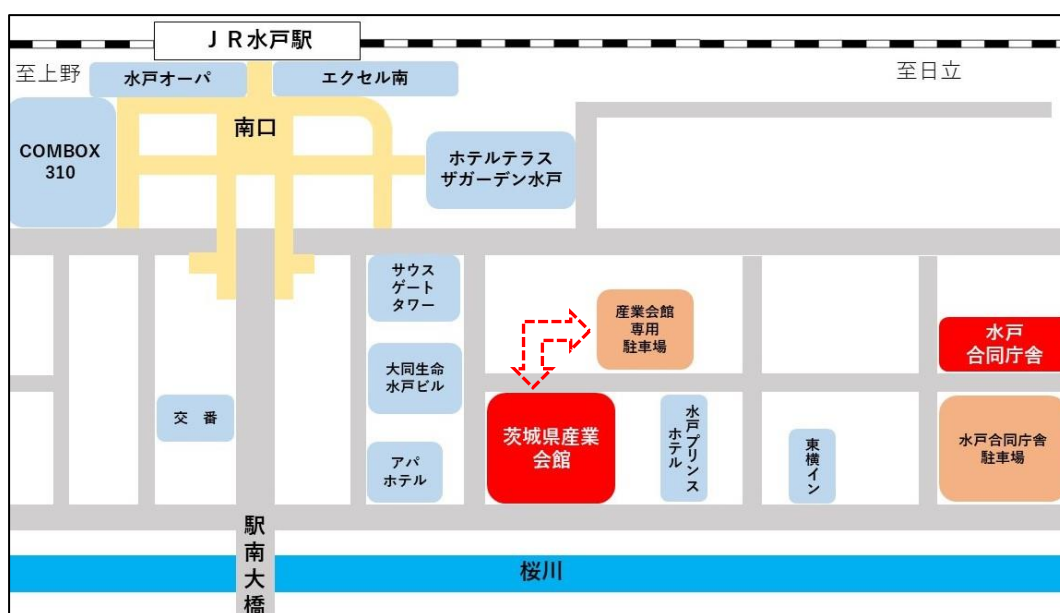 JR水戸駅
至上野
水戸オーパ
エクセル南
至日立
南口
COMBOX
310
ホテルテラス
ザガーデン水戸
サウス
ゲート
タワー
産業会館
専用
駐車場
水戸
合同庁舎
大同生命
水戸ビル
交 番
茨城県産業
会館
水戸プリンス
ホテル
東横イン
水戸合同庁舎
駐車場
アパ
ホテル
駅南大橋
桜川